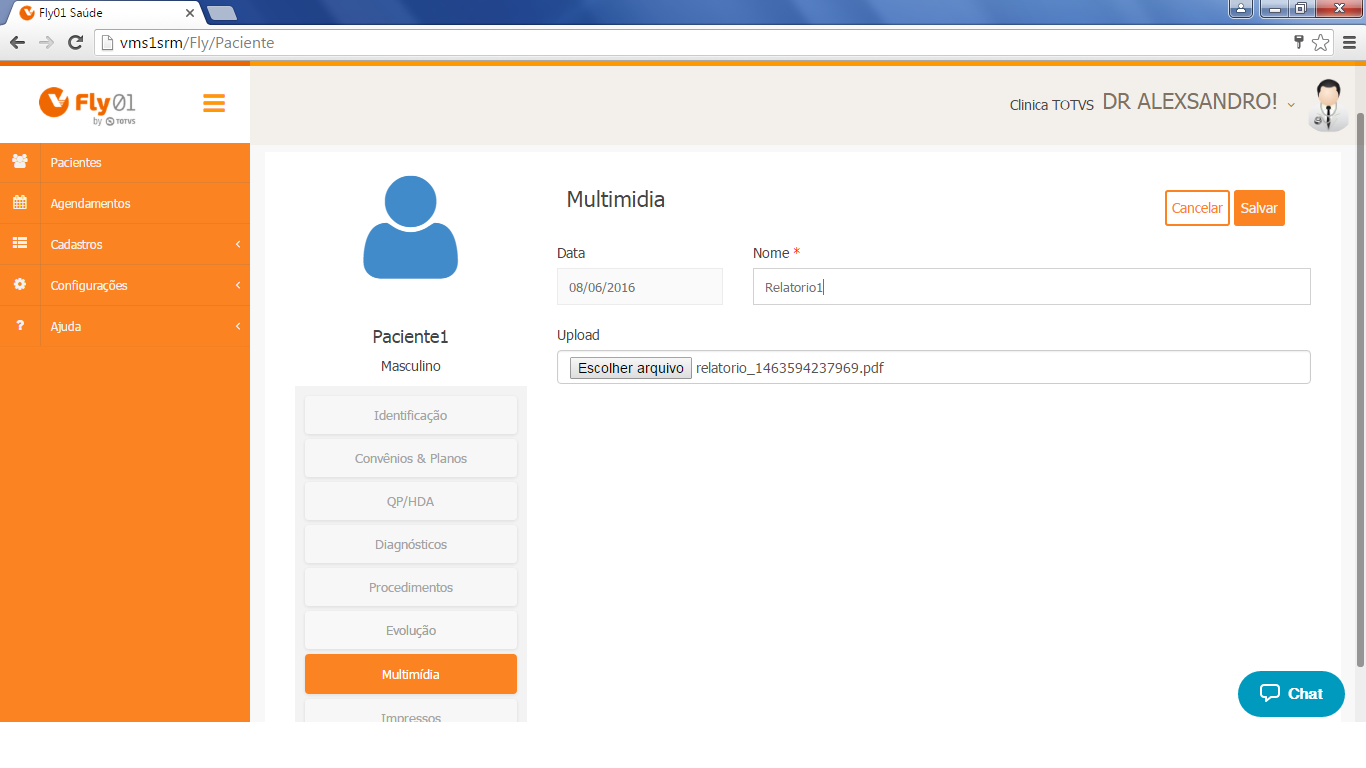 Fly01 Saúde
vms1srm/Fly/Paciente
Fly01
by TOTVS
Clinica TOTVS DR ALEXSANDRO!
Pacientes
Agendamentos
Cadastros
Configurações
? Ajuda
Paciente1
Masculino
Identificação
Convênios & Planos
QP/HDA
Diagnósticos
Procedimentos
Evolução
Multimídia
Impressos
Multimidia
Cancelar Salvar
Data
08/06/2016
Nome *
Relatorio1
Upload
Escolher arquivo relatorio_1463594237969.pdf
Chat